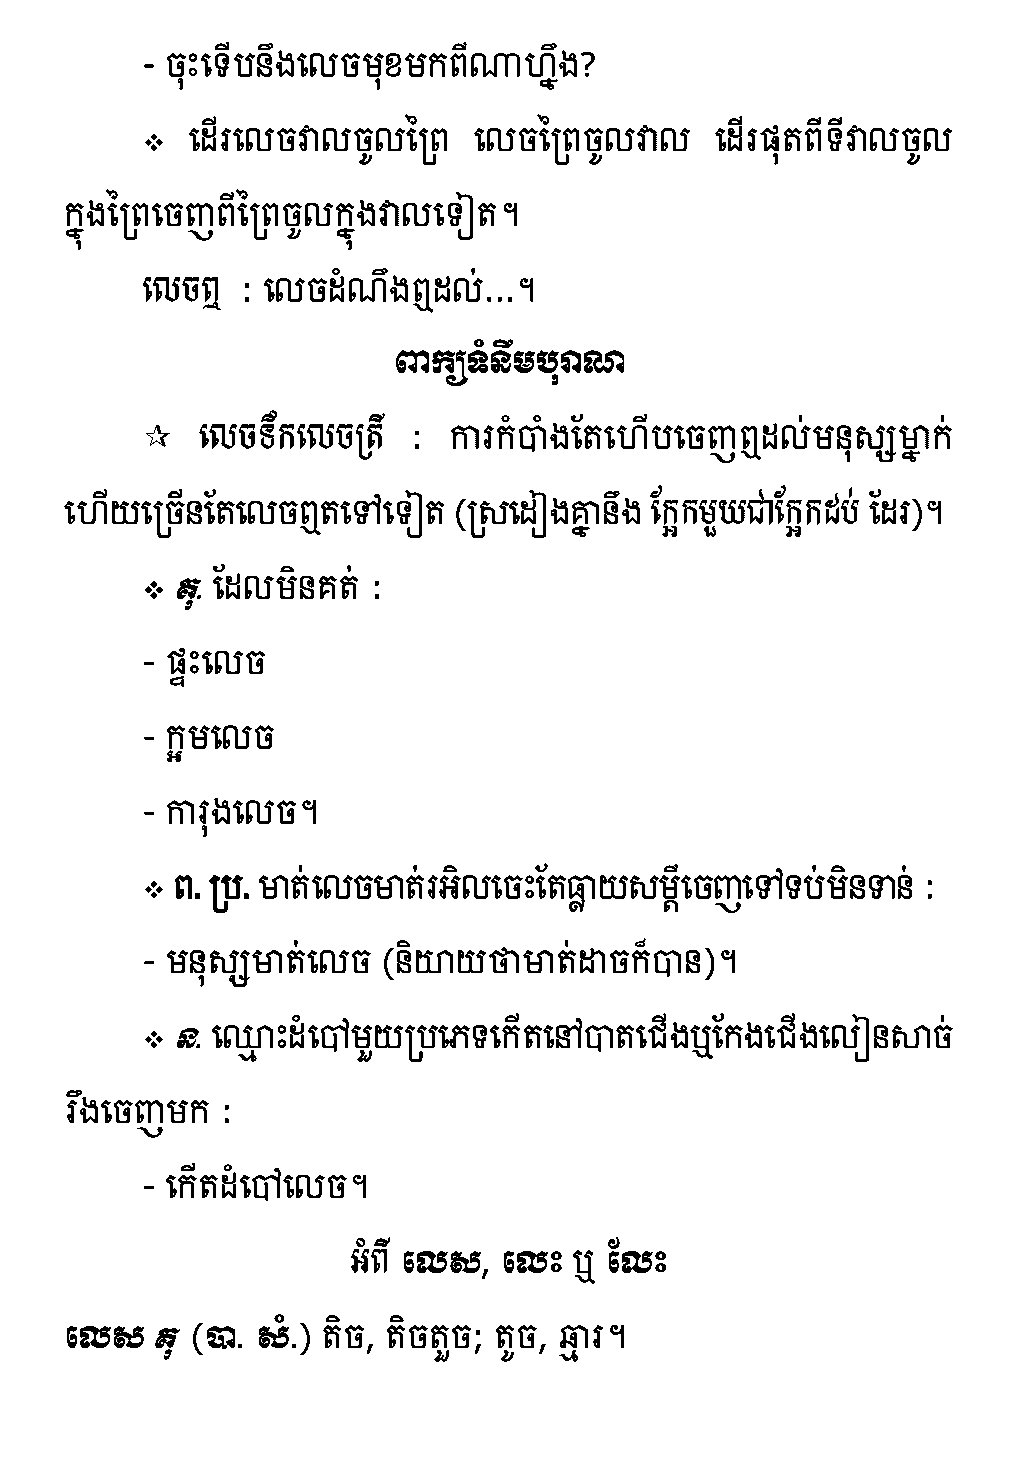 - ចុះទើបនឹងលេចមុខមកពីណាហ្នឹង?
❖ ដើរលេចវាលចូលព្រៃ លេចព្រៃចូលវាល ដើរផុតពីទីវាលចូល
ក្នុងព្រៃចេញពីព្រៃចូលក្នុងវាលទៀត។
លេចឮ : លេចដំណឹងឮដល់...។
ពាក្យទំនឹមបុរាណ
☆ លេចទឹកលេចត្រី : ការកំបាំងតែហើបចេញឮដល់មនុស្សម្នាក់
ហើយច្រើនតែលេចឮតទៅទៀត (ស្រដៀងគ្នានឹង ក្អែកមួយជាក្អែកដប់ ដែរ)។
❖ គុ. ដែលមិនគត់ :
- ផ្ទះលេច
- ក្អមលេច
- ការុងលេច។
❖ ព. ប្រ. មាត់លេចមាត់រអិលចេះតែធ្លាយសម្ដីចេញទៅទប់មិនទាន់ :
- មនុស្សមាត់លេច (និយាយថាមាត់ដាចក៏បាន)។
❖ ន. ឈ្មោះដំបៅមួយប្រភេទកើតនៅបាតជើងឬកែងជើងលៀនសាច់
រឹងចេញមក :
- កើតដំបៅលេច។
អំពី លេស, លេះ ឬ លែះ
លេស គុ (បា. សំ.) តិច, តិចតួច; តូច, ឆ្មារ។